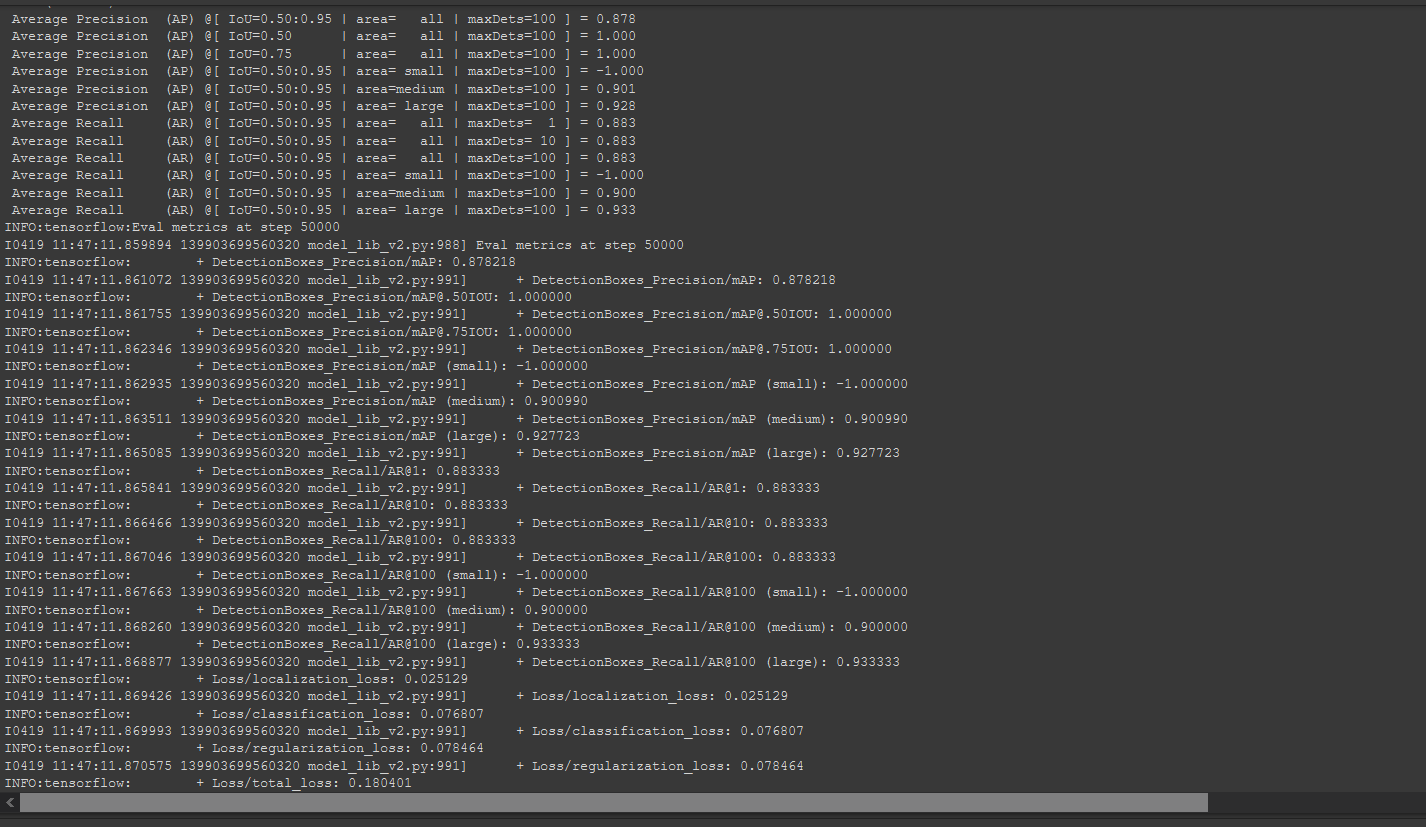 Average Precision  (AP) @[ IoU=0.50:0.95 | area=   all | maxDets=100 ] = 0.878
Average Precision  (AP) @[ IoU=0.50      | area=   all | maxDets=100 ] = 1.000
Average Precision  (AP) @[ IoU=0.75      | area=   all | maxDets=100 ] = 1.000
Average Precision  (AP) @[ IoU=0.50:0.95 | area= small | maxDets=100 ] = -1.000
Average Precision  (AP) @[ IoU=0.50:0.95 | area=medium | maxDets=100 ] = 0.901
Average Precision  (AP) @[ IoU=0.50:0.95 | area= large | maxDets=100 ] = 0.928
Average Recall     (AR) @[ IoU=0.50:0.95 | area=   all | maxDets=  1 ] = 0.883
Average Recall     (AR) @[ IoU=0.50:0.95 | area=   all | maxDets= 10 ] = 0.883
Average Recall     (AR) @[ IoU=0.50:0.95 | area=   all | maxDets=100 ] = 0.883
Average Recall     (AR) @[ IoU=0.50:0.95 | area= small | maxDets=100 ] = -1.000
Average Recall     (AR) @[ IoU=0.50:0.95 | area=medium | maxDets=100 ] = 0.900
Average Recall     (AR) @[ IoU=0.50:0.95 | area= large | maxDets=100 ] = 0.933
INFO:tensorflow:Eval metrics at step 50000
I0419 11:47:11.859894 139903699560320 model_lib_v2.py:988] Eval metrics at step 50000
INFO:tensorflow:        + DetectionBoxes_Precision/mAP: 0.878218
I0419 11:47:11.861072 139903699560320 model_lib_v2.py:991]      + DetectionBoxes_Precision/mAP: 0.878218
INFO:tensorflow:        + DetectionBoxes_Precision/mAP@.50IOU: 1.000000
I0419 11:47:11.861755 139903699560320 model_lib_v2.py:991]      + DetectionBoxes_Precision/mAP@.50IOU: 1.000000
INFO:tensorflow:        + DetectionBoxes_Precision/mAP@.75IOU: 1.000000
I0419 11:47:11.862346 139903699560320 model_lib_v2.py:991]      + DetectionBoxes_Precision/mAP@.75IOU: 1.000000
INFO:tensorflow:        + DetectionBoxes_Precision/mAP (small): -1.000000
I0419 11:47:11.862935 139903699560320 model_lib_v2.py:991]      + DetectionBoxes_Precision/mAP (small): -1.000000
INFO:tensorflow:        + DetectionBoxes_Precision/mAP (medium): 0.900990
I0419 11:47:11.863511 139903699560320 model_lib_v2.py:991]      + DetectionBoxes_Precision/mAP (medium): 0.900990
INFO:tensorflow:        + DetectionBoxes_Precision/mAP (large): 0.927723
I0419 11:47:11.865085 139903699560320 model_lib_v2.py:991]      + DetectionBoxes_Precision/mAP (large): 0.927723
INFO:tensorflow:        + DetectionBoxes_Recall/AR@1: 0.883333
I0419 11:47:11.865841 139903699560320 model_lib_v2.py:991]      + DetectionBoxes_Recall/AR@1: 0.883333
INFO:tensorflow:        + DetectionBoxes_Recall/AR@10: 0.883333
I0419 11:47:11.866466 139903699560320 model_lib_v2.py:991]      + DetectionBoxes_Recall/AR@10: 0.883333
INFO:tensorflow:        + DetectionBoxes_Recall/AR@100: 0.883333
I0419 11:47:11.867046 139903699560320 model_lib_v2.py:991]      + DetectionBoxes_Recall/AR@100: 0.883333
INFO:tensorflow:        + DetectionBoxes_Recall/AR@100 (small): -1.000000
I0419 11:47:11.867663 139903699560320 model_lib_v2.py:991]      + DetectionBoxes_Recall/AR@100 (small): -1.000000
INFO:tensorflow:        + DetectionBoxes_Recall/AR@100 (medium): 0.900000
I0419 11:47:11.868260 139903699560320 model_lib_v2.py:991]      + DetectionBoxes_Recall/AR@100 (medium): 0.900000
INFO:tensorflow:        + DetectionBoxes_Recall/AR@100 (large): 0.933333
I0419 11:47:11.868877 139903699560320 model_lib_v2.py:991]      + DetectionBoxes_Recall/AR@100 (large): 0.933333
INFO:tensorflow:        + Loss/localization_loss: 0.025129
I0419 11:47:11.869426 139903699560320 model_lib_v2.py:991]      + Loss/localization_loss: 0.025129
INFO:tensorflow:        + Loss/classification_loss: 0.076807
I0419 11:47:11.869993 139903699560320 model_lib_v2.py:991]      + Loss/classification_loss: 0.076807
INFO:tensorflow:        + Loss/regularization_loss: 0.078464
I0419 11:47:11.870575 139903699560320 model_lib_v2.py:991]      + Loss/regularization_loss: 0.078464
INFO:tensorflow:        + Loss/total_loss: 0.180401